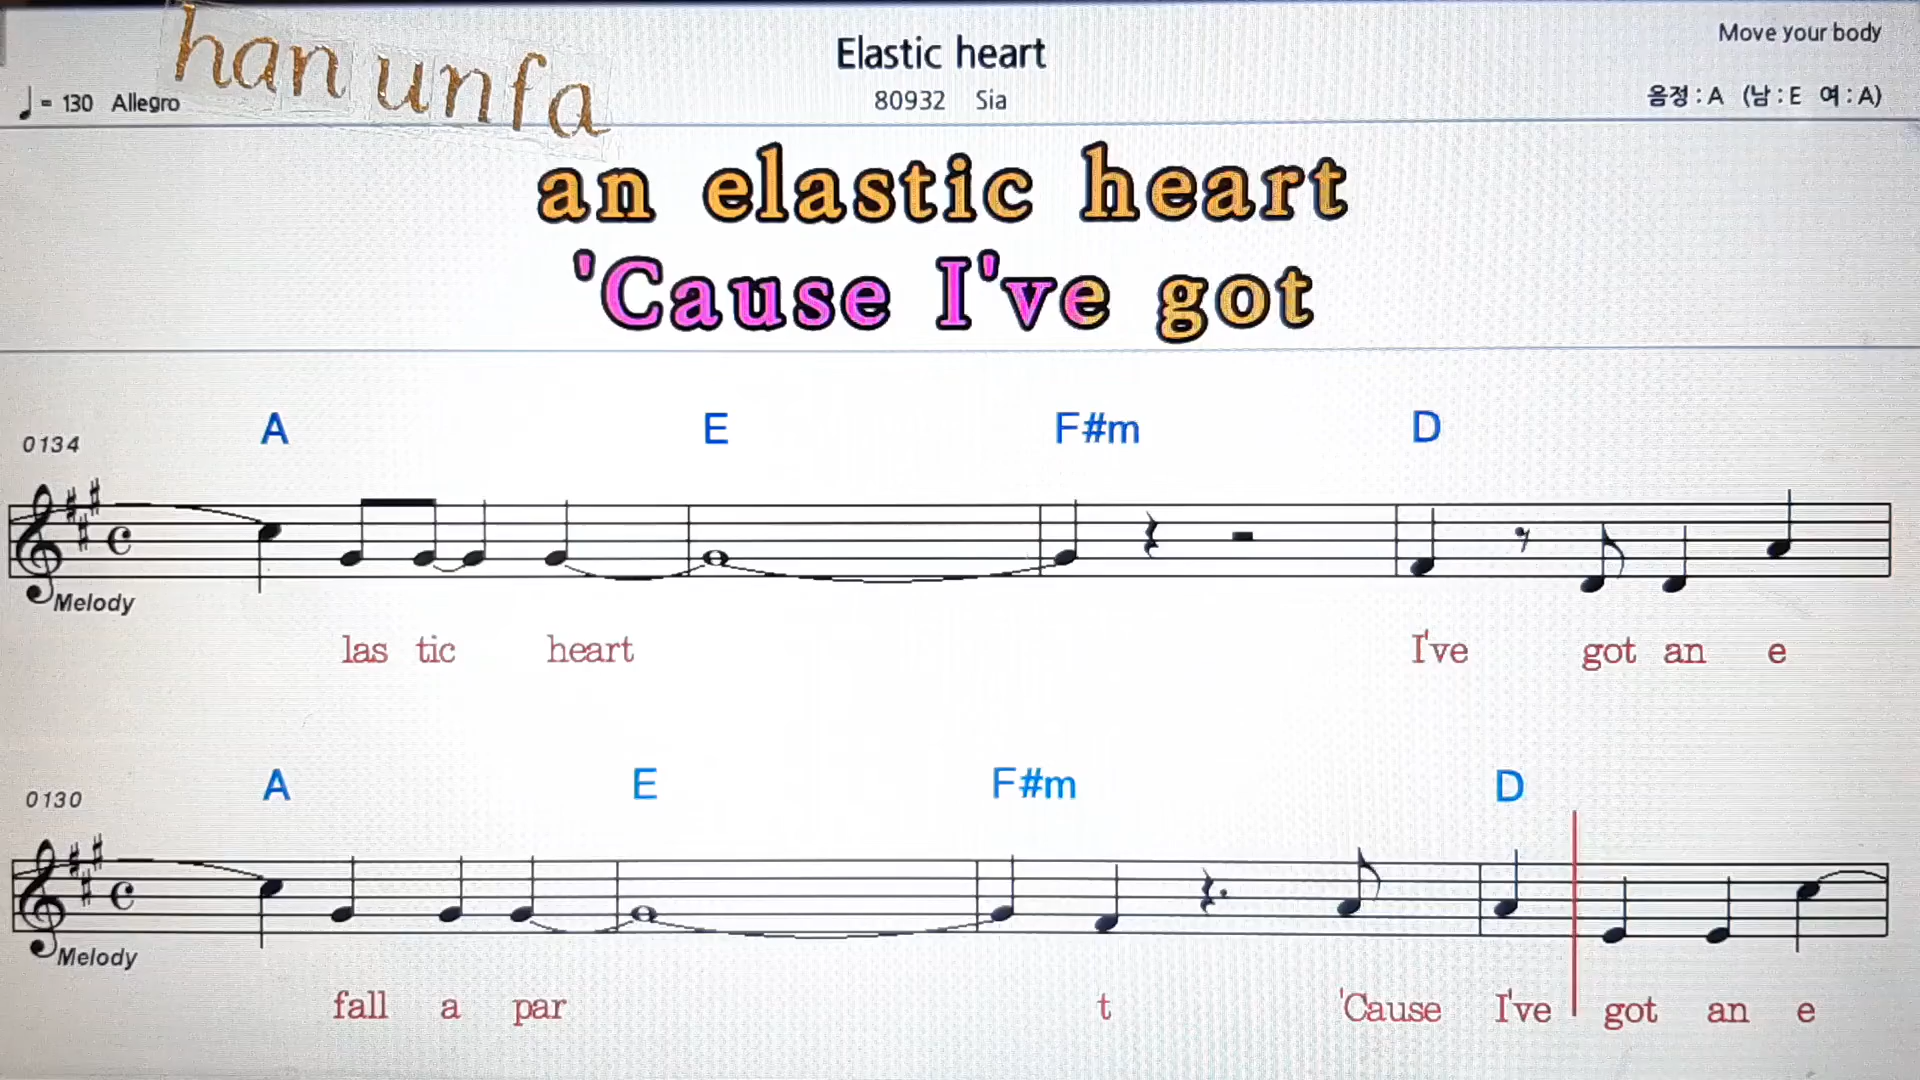 han unfa
Elastic heart
Move your body
♩= 130 Allegro
80932 Sia
음정 : A (남 : E 여 : A)
an elastic heart
'Cause I've got
A E F#m D
0134
Melody
las tic heart I've got an e
A E F#m D
0130
Melody
fall a par t 'Cause I've got an e